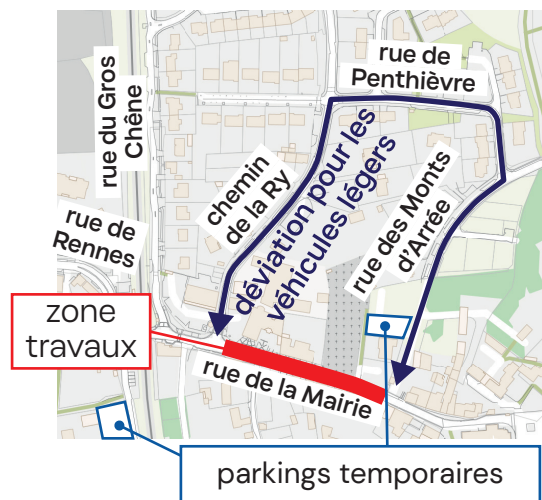 rue de
Penthièvre
rue du Gros
Chêne
chemin
de la Ry
déviation pour les
véhicules légers
rue des Monts
d'Arrée
rue de
Rennes
zone
travaux
rue de la Mairie
parkings temporaires